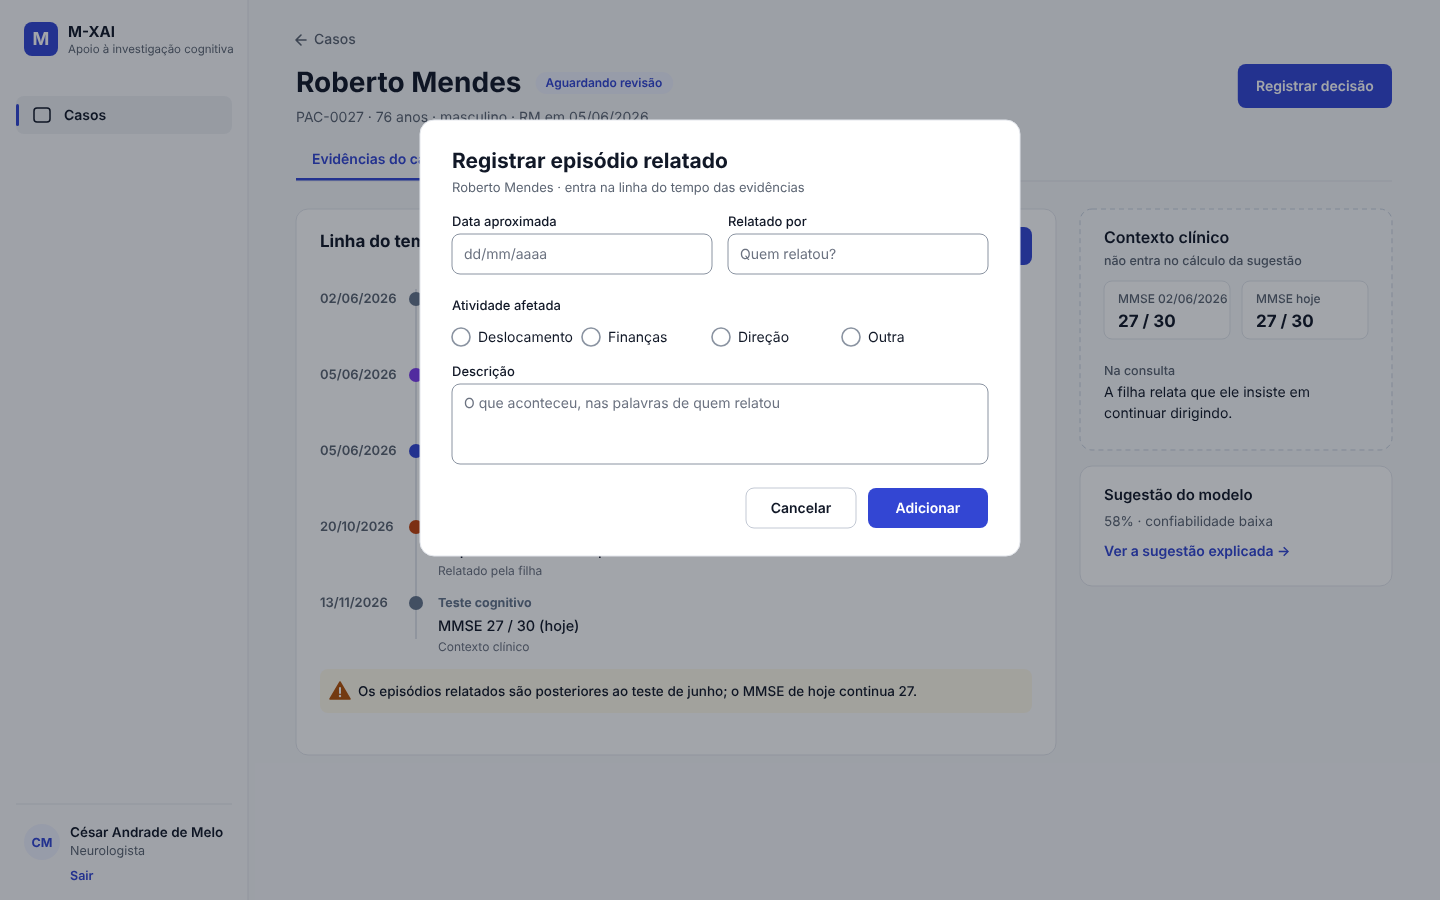 M
M-XAI
Apoio à investigação cognitiva
Casos
César Andrade de Melo
CM
Neurologista
Sair
← Casos
Roberto Mendes
Aguardando revisão
Registrar decisão
PAC-0027 · 76 anos · masculino · RM em 05/06/2026
Evidências do
Linha do
02/06/2026
05/06/2026
05/06/2026
20/10/2026
Relatado pela filha
13/11/2026
Teste cognitivo
MMSE 27 / 30 (hoje)
Contexto clínico
Os episódios relatados são posteriores ao teste de junho; o MMSE de hoje continua 27.
Registrar episódio relatado
Roberto Mendes · entra na linha do tempo das evidências
Data aproximada
Relatado por
dd/mm/aaaa
Quem relatou?
Atividade afetada
Deslocamento
Finanças
Direção
Outra
Descrição
O que aconteceu, nas palavras de quem relatou
Cancelar
Adicionar
Contexto clínico
não entra no cálculo da sugestão
MMSE 02/06/2026
27 / 30
MMSE hoje
27 / 30
Na consulta
A filha relata que ele insiste em
continuar dirigindo.
Sugestão do modelo
58% · confiabilidade baixa
Ver a sugestão explicada →